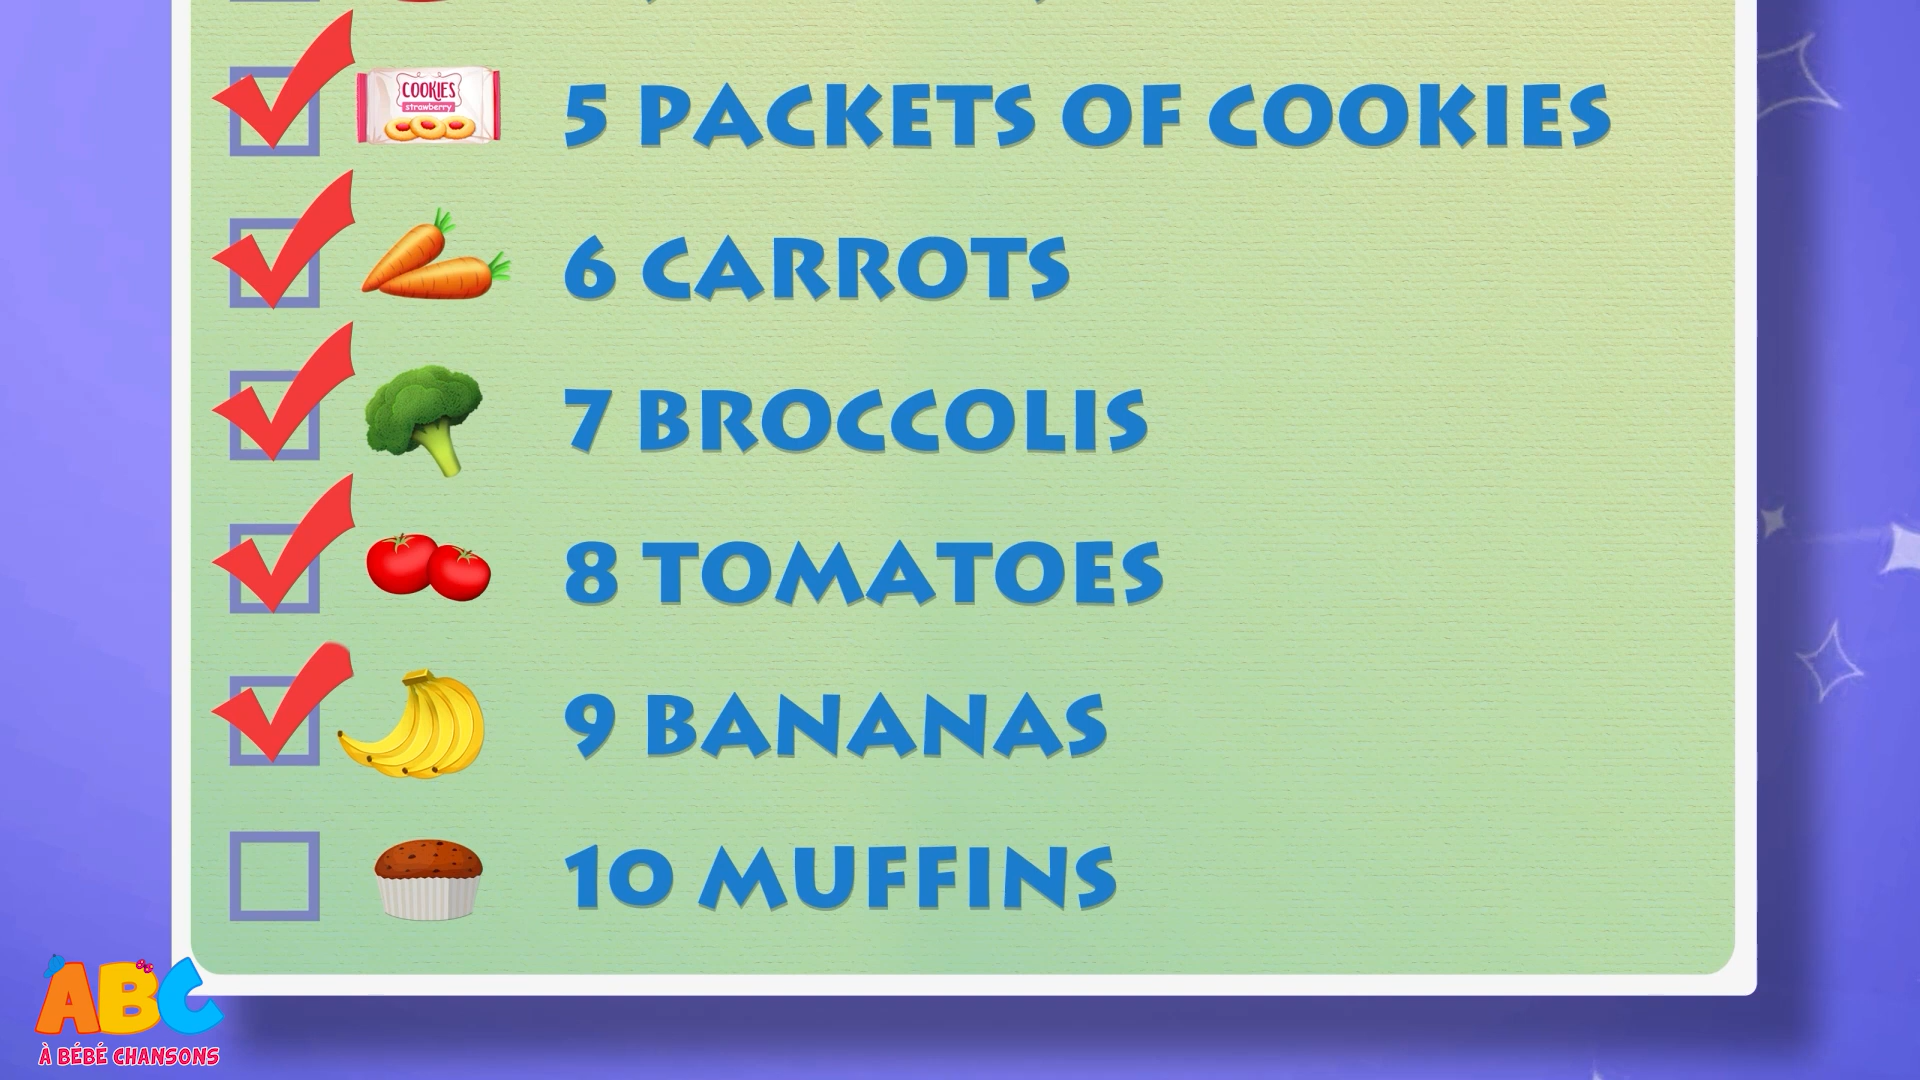 COOKIES
strawberry
5 PACKETS OF COOKIES
6 CARROTS
7 BROCCOLIS
8 TOMATOES
9 BANANAS
10 MUFFINS
ABC
À BÉBÉ CHANSONS